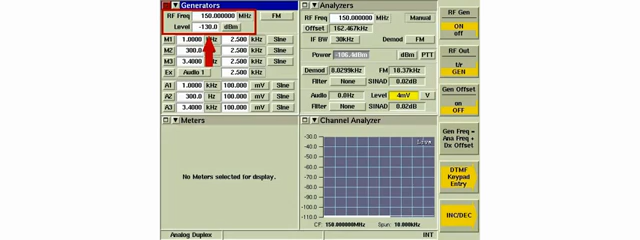 Generators
RF Freq 150.000000 MHz FM
Level -130.0 dBm
M1 1.0000 kHz 2.500 kHz Sine
M2 300.0 2.500 kHz Sine
M3 3.4000 kHz 2.500 kHz Sine
Ex Audio 1 2.500 kHz
A1 1.0000 kHz 100.000 mV Sine
A2 300.0 Hz 100.000 mV Sine
A3 3.4000 kHz 100.000 mV Sine
Meters
No Meters selected for display.
Analyzers
RF Freq 150.000000 MHz Manual
Offset 162.467kHz
IF BW 30kHz Demod FM
Power -106.4dBm dBm PTT
Demod 8.0299kHz FM 18.37kHz
Filter None SINAD 0.02dB
Audio 0.0Hz Level 4mV V
Filter None SINAD 0.02dB
Channel Analyzer
-30.0
-40.0
-50.0
-60.0
-70.0
-80.0
-90.0
-100.0
-110.0
CF: 150.000000MHz Span: 10.000kHz
RF Gen
ON
off
RF Out
t/r
GEN
Gen Offset
on
OFF
Gen Freq =
Ana Freq +
Dx Offset
DTMF
Keypad
Entry
INC/DEC
Analog Duplex INT